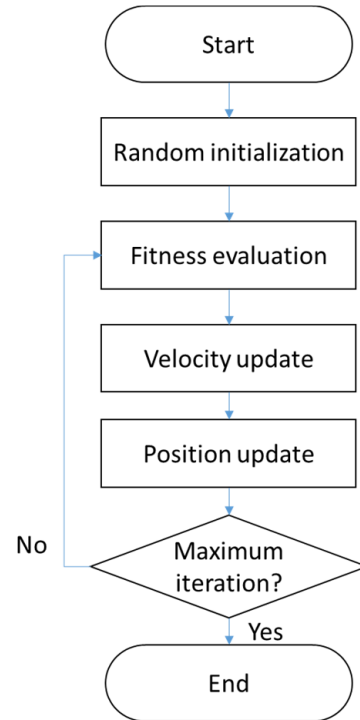 Start
Random initialization
Fitness evaluation
Velocity update
Position update
Maximum
iteration?
No
Yes
End